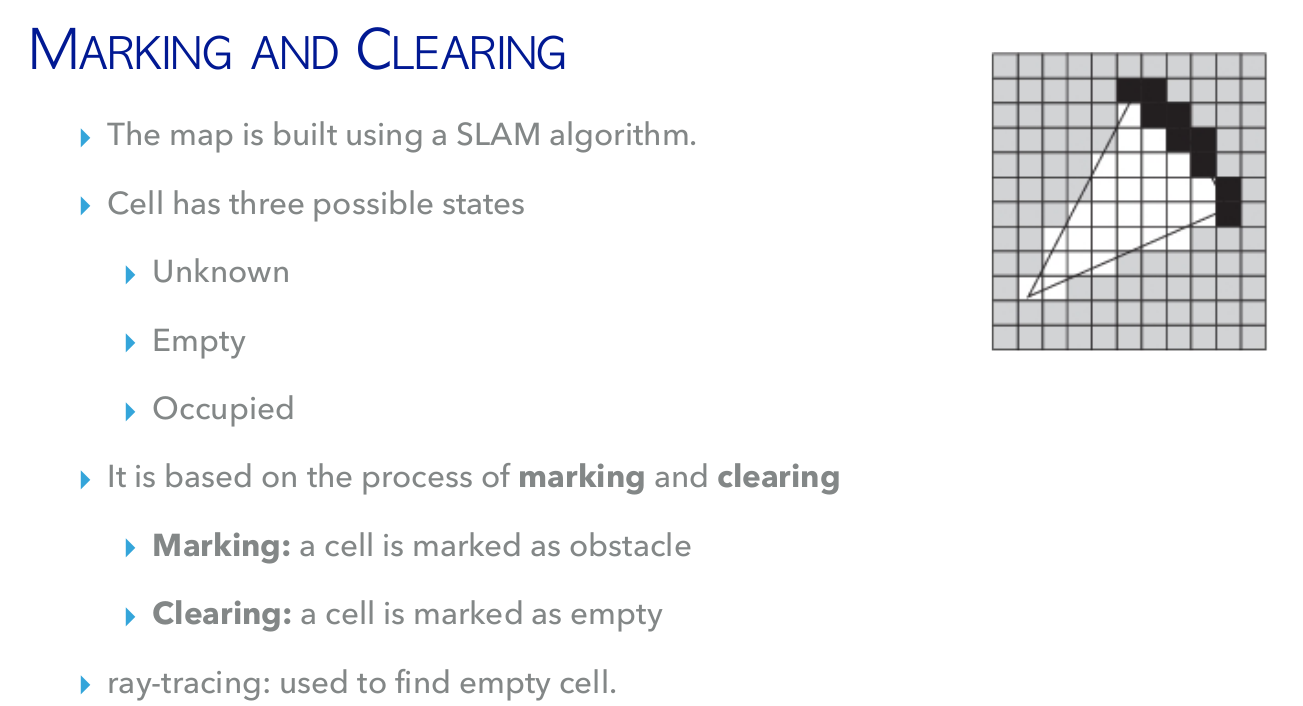 Marking and Clearing
The map is built using a SLAM algorithm.
Cell has three possible states
Unknown
Empty
Occupied
It is based on the process of marking and clearing
Marking: a cell is marked as obstacle
Clearing: a cell is marked as empty
ray-tracing: used to find empty cell.